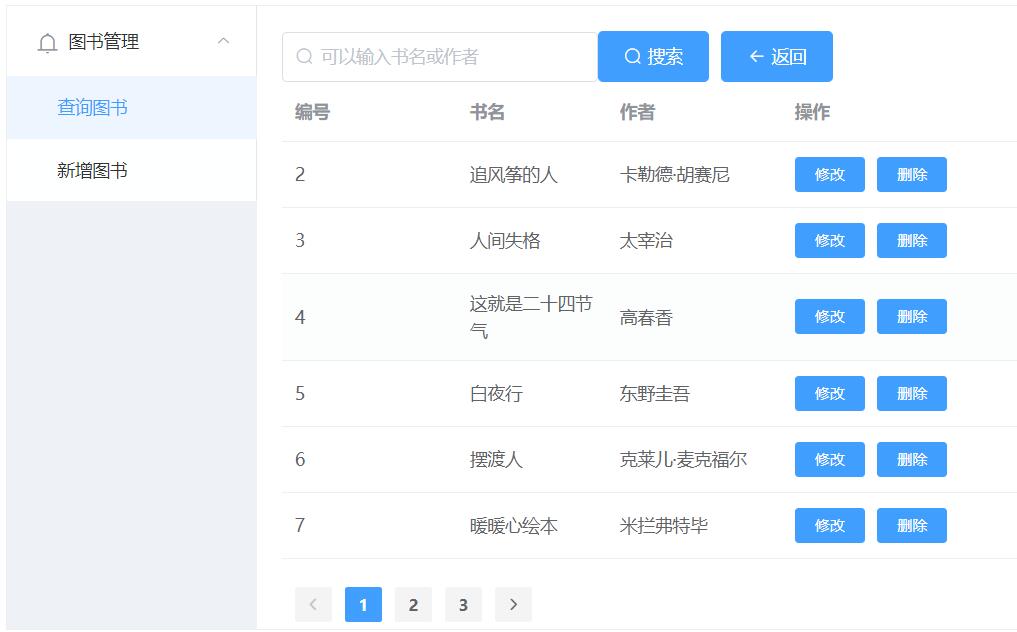 图书管理
查询图书
新增图书
可以输入书名或作者 搜索 返回
编号 书名 作者 操作
2 追风筝的人 卡勒德·胡赛尼 修改 删除
3 人间失格 太宰治 修改 删除
4 这就是二十四节 高春香 修改 删除
气
5 白夜行 东野圭吾 修改 删除
6 摆渡人 克莱儿·麦克福尔 修改 删除
7 暖暖心绘本 米拦弗特毕 修改 删除
1 2 3